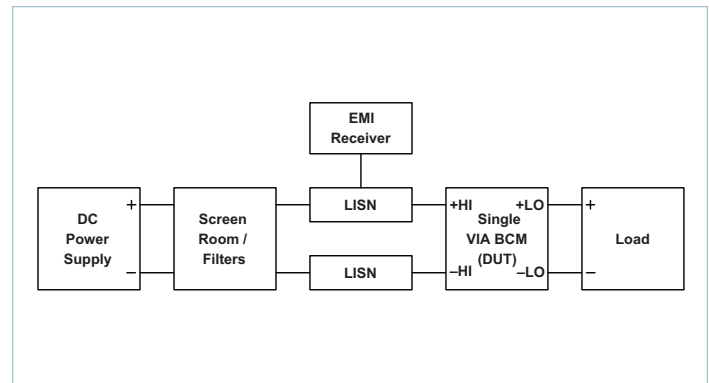 EMI
Receiver
+
DC
Power
Supply
–
Screen
Room /
Filters
LISN
LISN
+HI +LO
Single
VIA BCM
(DUT)
–HI –LO
+
Load
–